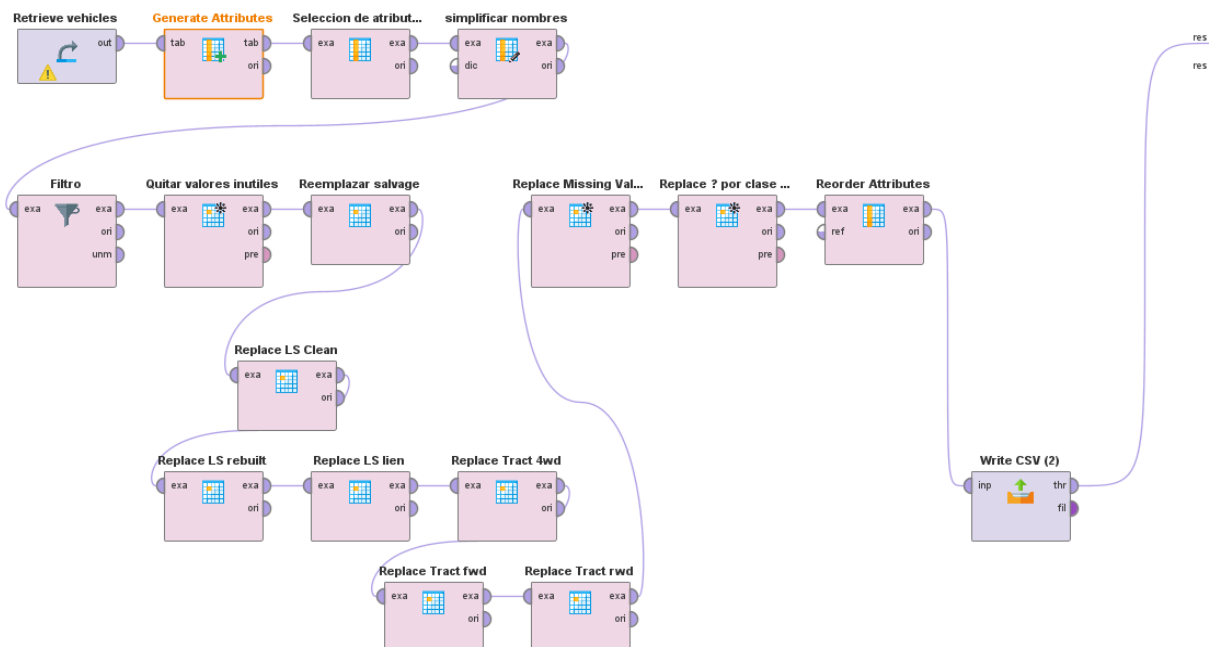 Retrieve vehicles
out
Generate Attributes
tab tab
ori
Seleccion de atribut...
exa exa
ori
simplificar nombres
exa exa
dic ori
res
res
Filtro
exa exa
ori
unm
Quitar valores inutiles
exa exa
ori
pre
Reemplazar salvage
exa exa
ori
Replace Missing Val...
exa exa
ori
pre
Replace ? por clase ...
exa exa
ori
pre
Reorder Attributes
exa exa
ref ori
Replace LS Clean
exa exa
ori
Replace LS rebuilt
exa exa
ori
Replace LS lien
exa exa
ori
Replace Tract 4wd
exa exa
ori
Write CSV (2)
inp thr
fil
Replace Tract fwd
exa exa
ori
Replace Tract rwd
exa exa
ori